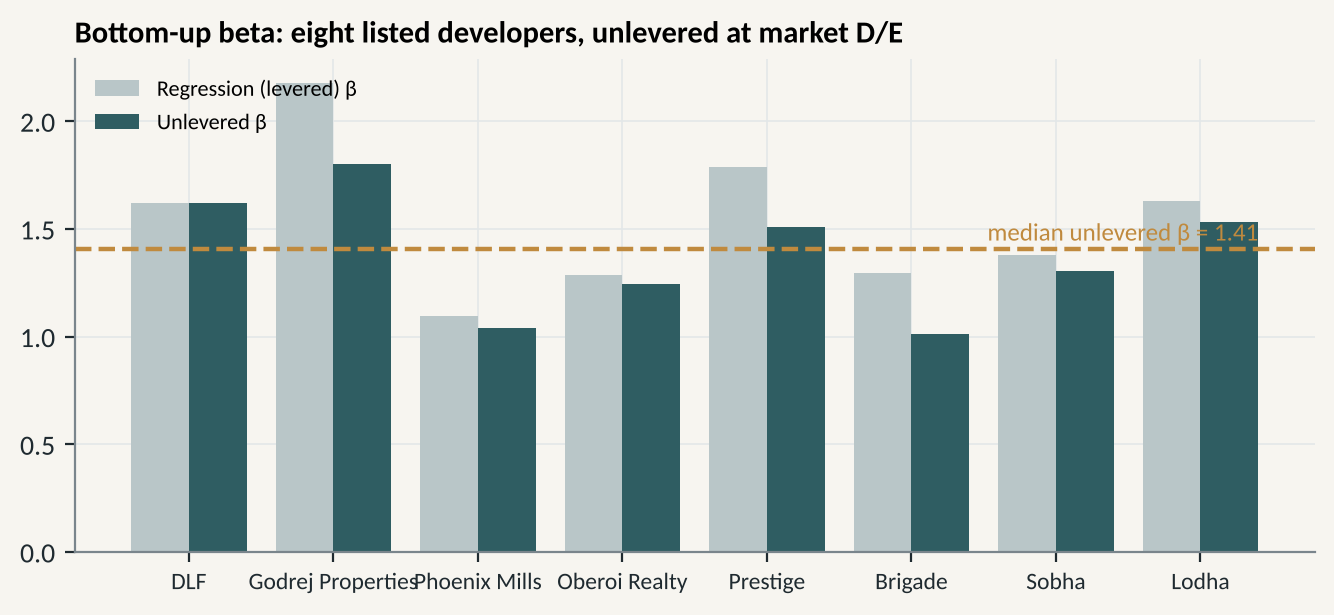 Bottom-up beta: eight listed developers, unlevered at market D/E
Regression (levered) β
Unlevered β
2.0
1.5
1.0
0.5
0.0
median unlevered β = 1.41
DLF
Godrej Properties
Phoenix Mills
Oberoi Realty
Prestige
Brigade
Sobha
Lodha